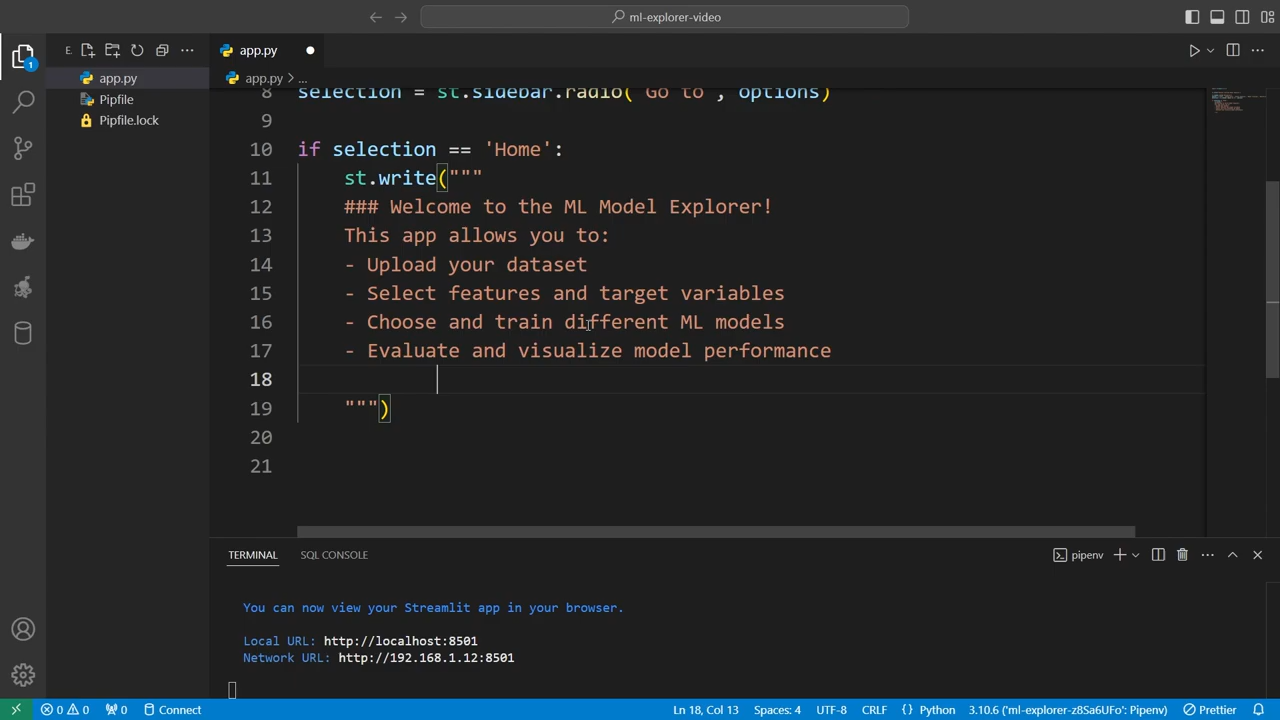 ml-explorer-video
E.
app.py
app.py
app.py > ...
Pipfile
Pipfile.lock
1
8 selection = st.sidebar.radio( Go to , options)
9
10 if selection == 'Home':
11 st.write("""
12 ### Welcome to the ML Model Explorer!
13 This app allows you to:
14 - Upload your dataset
15 - Select features and target variables
16 - Choose and train different ML models
17 - Evaluate and visualize model performance
18
19 """)
20
21
TERMINAL SQL CONSOLE
pipenv
You can now view your Streamlit app in your browser.
Local URL: http://localhost:8501
Network URL: http://192.168.1.12:8501
0 0 0 Connect
Ln 18, Col 13 Spaces: 4 UTF-8 CRLF {} Python 3.10.6 ('ml-explorer-z8Sa6UFo': Pipenv) Prettier